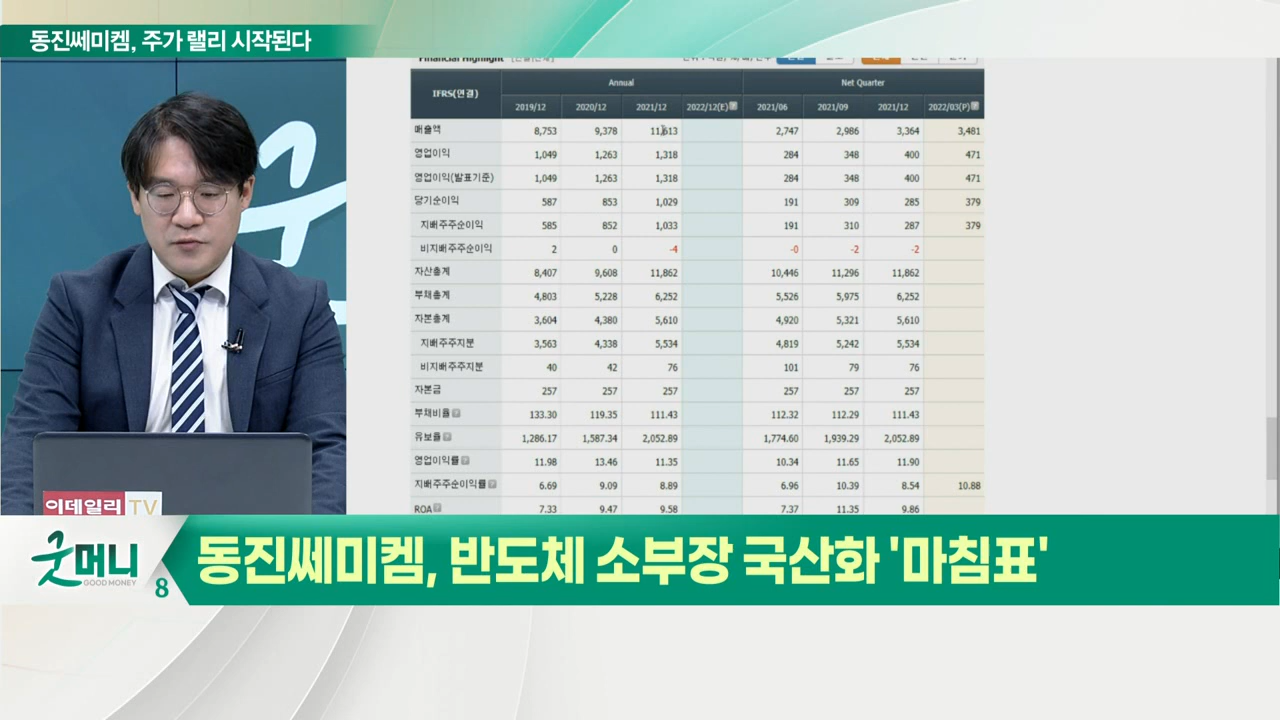 동진쎄미켐, 주가 랠리 시작된다
Financial Highlight
IFRS(연결) Annual Net Quarter
2019/12 2020/12 2021/12 2022/12(E) 2021/06 2021/09 2021/12 2022/03(P)
매출액 8,753 9,378 11,613 2,747 2,986 3,364 3,481
영업이익 1,049 1,263 1,318 284 348 400 471
영업이익(발표기준) 1,049 1,263 1,318 284 348 400 471
당기순이익 587 853 1,029 191 309 285 379
지배주주순이익 585 852 1,033 191 310 287 379
비지배주주순이익 2 0 -4 -0 -2 -2
자산총계 8,407 9,608 11,862 10,446 11,296 11,862
부채총계 4,803 5,228 6,252 5,526 5,975 6,252
자본총계 3,604 4,380 5,610 4,920 5,321 5,610
지배주주지분 3,563 4,338 5,534 4,819 5,242 5,534
비지배주주지분 40 42 76 101 79 76
자본금 257 257 257 257 257 257
부채비율 133.30 119.35 111.43 112.32 112.29 111.43
유보율 1,286.17 1,587.34 2,052.89 1,774.60 1,939.29 2,052.89
영업이익률 11.98 13.46 11.35 10.34 11.65 11.90
지배주주순이익률 6.69 9.09 8.89 6.96 10.39 8.54 10.88
ROA 7.33 9.47 9.58 7.37 11.35 9.86
이데일리 TV
굿머니
GOOD MONEY
8
동진쎄미켐, 반도체 소부장 국산화 '마침표'